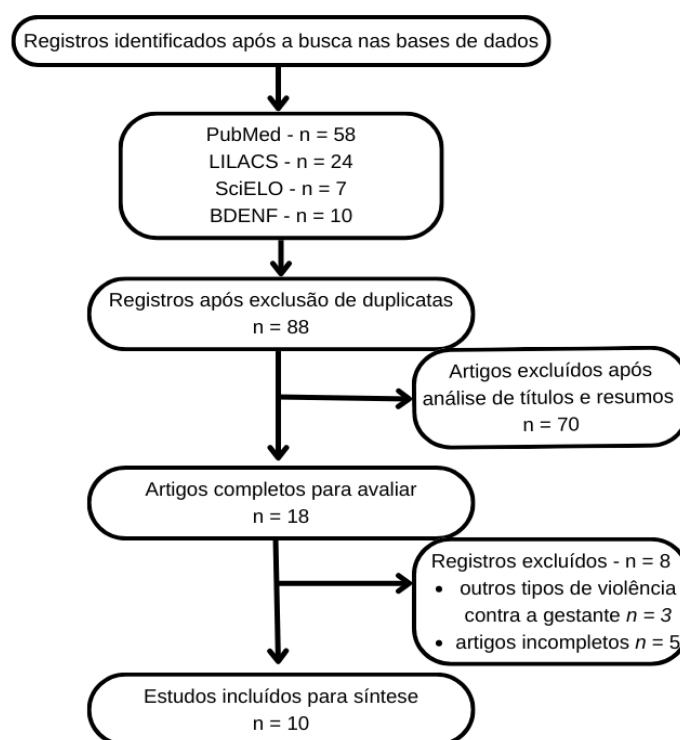 Registros identificados após a busca nas bases de dados
PubMed - n = 58
LILACS - n = 24
SciELO - n = 7
BDENF - n = 10
Registros após exclusão de duplicatas
n = 88
Artigos excluídos após
análise de títulos e resumos
n = 70
Artigos completos para avaliar
n = 18
Registros excluídos - n = 8
• outros tipos de violência
contra a gestante n = 3
• artigos incompletos n = 5
Estudos incluídos para síntese
n = 10